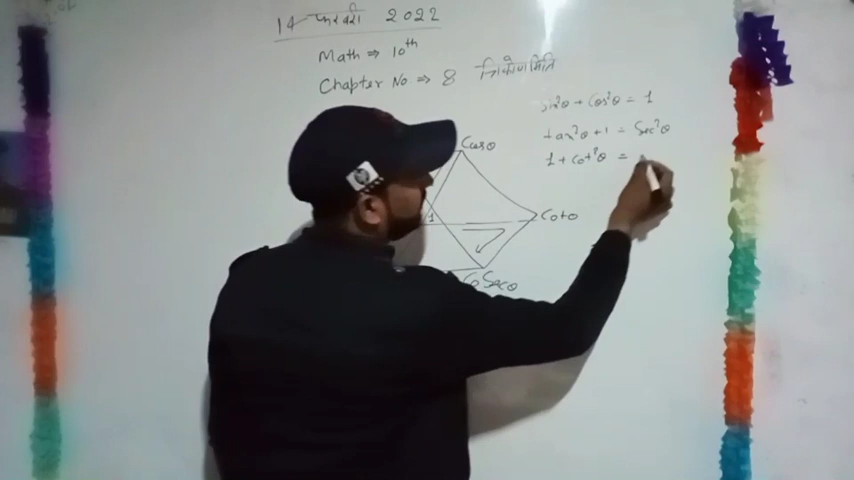 14 जनवरी 2022
Math ⇒ 10th
Chapter No ⇒ 8 त्रिकोणमिति
sin²θ + Cos²θ = 1
tan²θ + 1 = Sec²θ
1 + Cot²θ =
Cosθ
1
Cotθ
CoSecθ